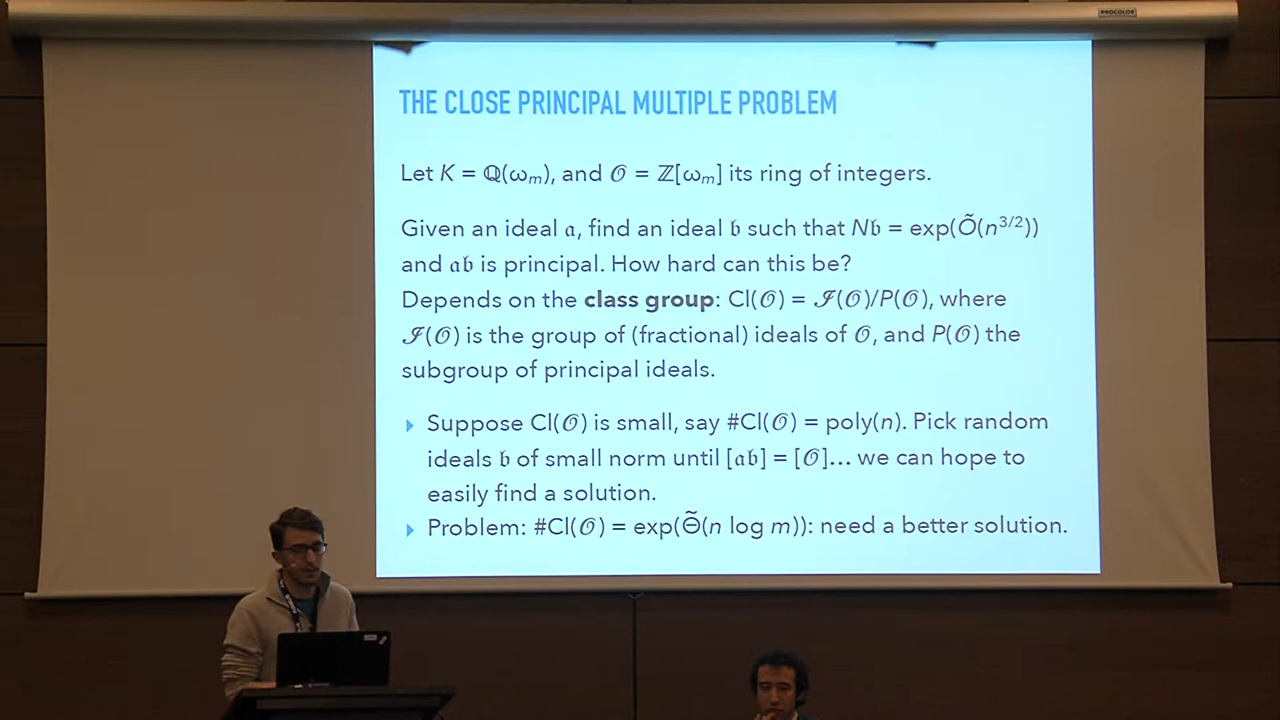 PROCOLOR
THE CLOSE PRINCIPAL MULTIPLE PROBLEM
Let K = ℚ(ωₘ), and 𝒪 = ℤ[ωₘ] its ring of integers.
Given an ideal 𝔞, find an ideal 𝔟 such that N𝔟 = exp(Õ(n^{3/2}))
and 𝔞𝔟 is principal. How hard can this be?
Depends on the class group: Cl(𝒪) = ℐ(𝒪)/P(𝒪), where
ℐ(𝒪) is the group of (fractional) ideals of 𝒪, and P(𝒪) the
subgroup of principal ideals.
▸ Suppose Cl(𝒪) is small, say #Cl(𝒪) = poly(n). Pick random
ideals 𝔟 of small norm until [𝔞𝔟] = [𝒪]... we can hope to
easily find a solution.
▸ Problem: #Cl(𝒪) = exp(Θ̃(n log m)): need a better solution.